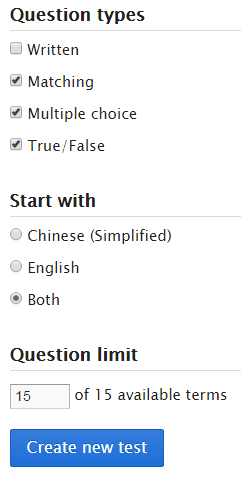 Question types
Written
Matching
Multiple choice
True/False
Start with
Chinese (Simplified)
English
Both
Question limit
15 of 15 available terms
Create new test